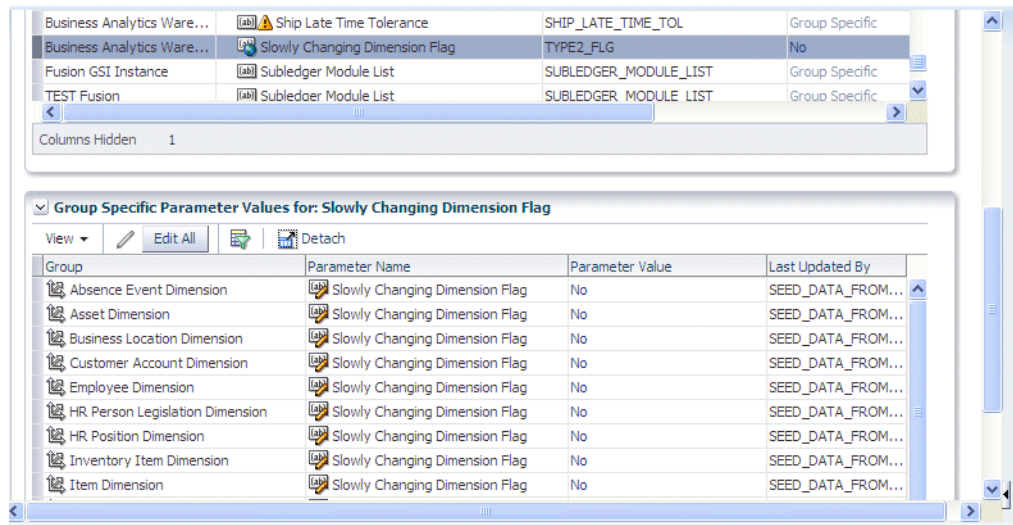 Business Analytics Ware... Ship Late Time Tolerance SHIP_LATE_TIME_TOL Group Specific
Business Analytics Ware... Slowly Changing Dimension Flag TYPE2_FLG No
Fusion GSI Instance Subledger Module List SUBLEDGER_MODULE_LIST Group Specific
TEST Fusion Subledger Module List SUBLEDGER_MODULE_LIST Group Specific
Columns Hidden 1
Group Specific Parameter Values for: Slowly Changing Dimension Flag
View Edit All Detach
Group Parameter Name Parameter Value Last Updated By
Absence Event Dimension Slowly Changing Dimension Flag No SEED_DATA_FROM...
Asset Dimension Slowly Changing Dimension Flag No SEED_DATA_FROM...
Business Location Dimension Slowly Changing Dimension Flag No SEED_DATA_FROM...
Customer Account Dimension Slowly Changing Dimension Flag No SEED_DATA_FROM...
Employee Dimension Slowly Changing Dimension Flag No SEED_DATA_FROM...
HR Person Legislation Dimension Slowly Changing Dimension Flag No SEED_DATA_FROM...
HR Position Dimension Slowly Changing Dimension Flag No SEED_DATA_FROM...
Inventory Item Dimension Slowly Changing Dimension Flag No SEED_DATA_FROM...
Item Dimension Slowly Changing Dimension Flag No SEED_DATA_FROM...